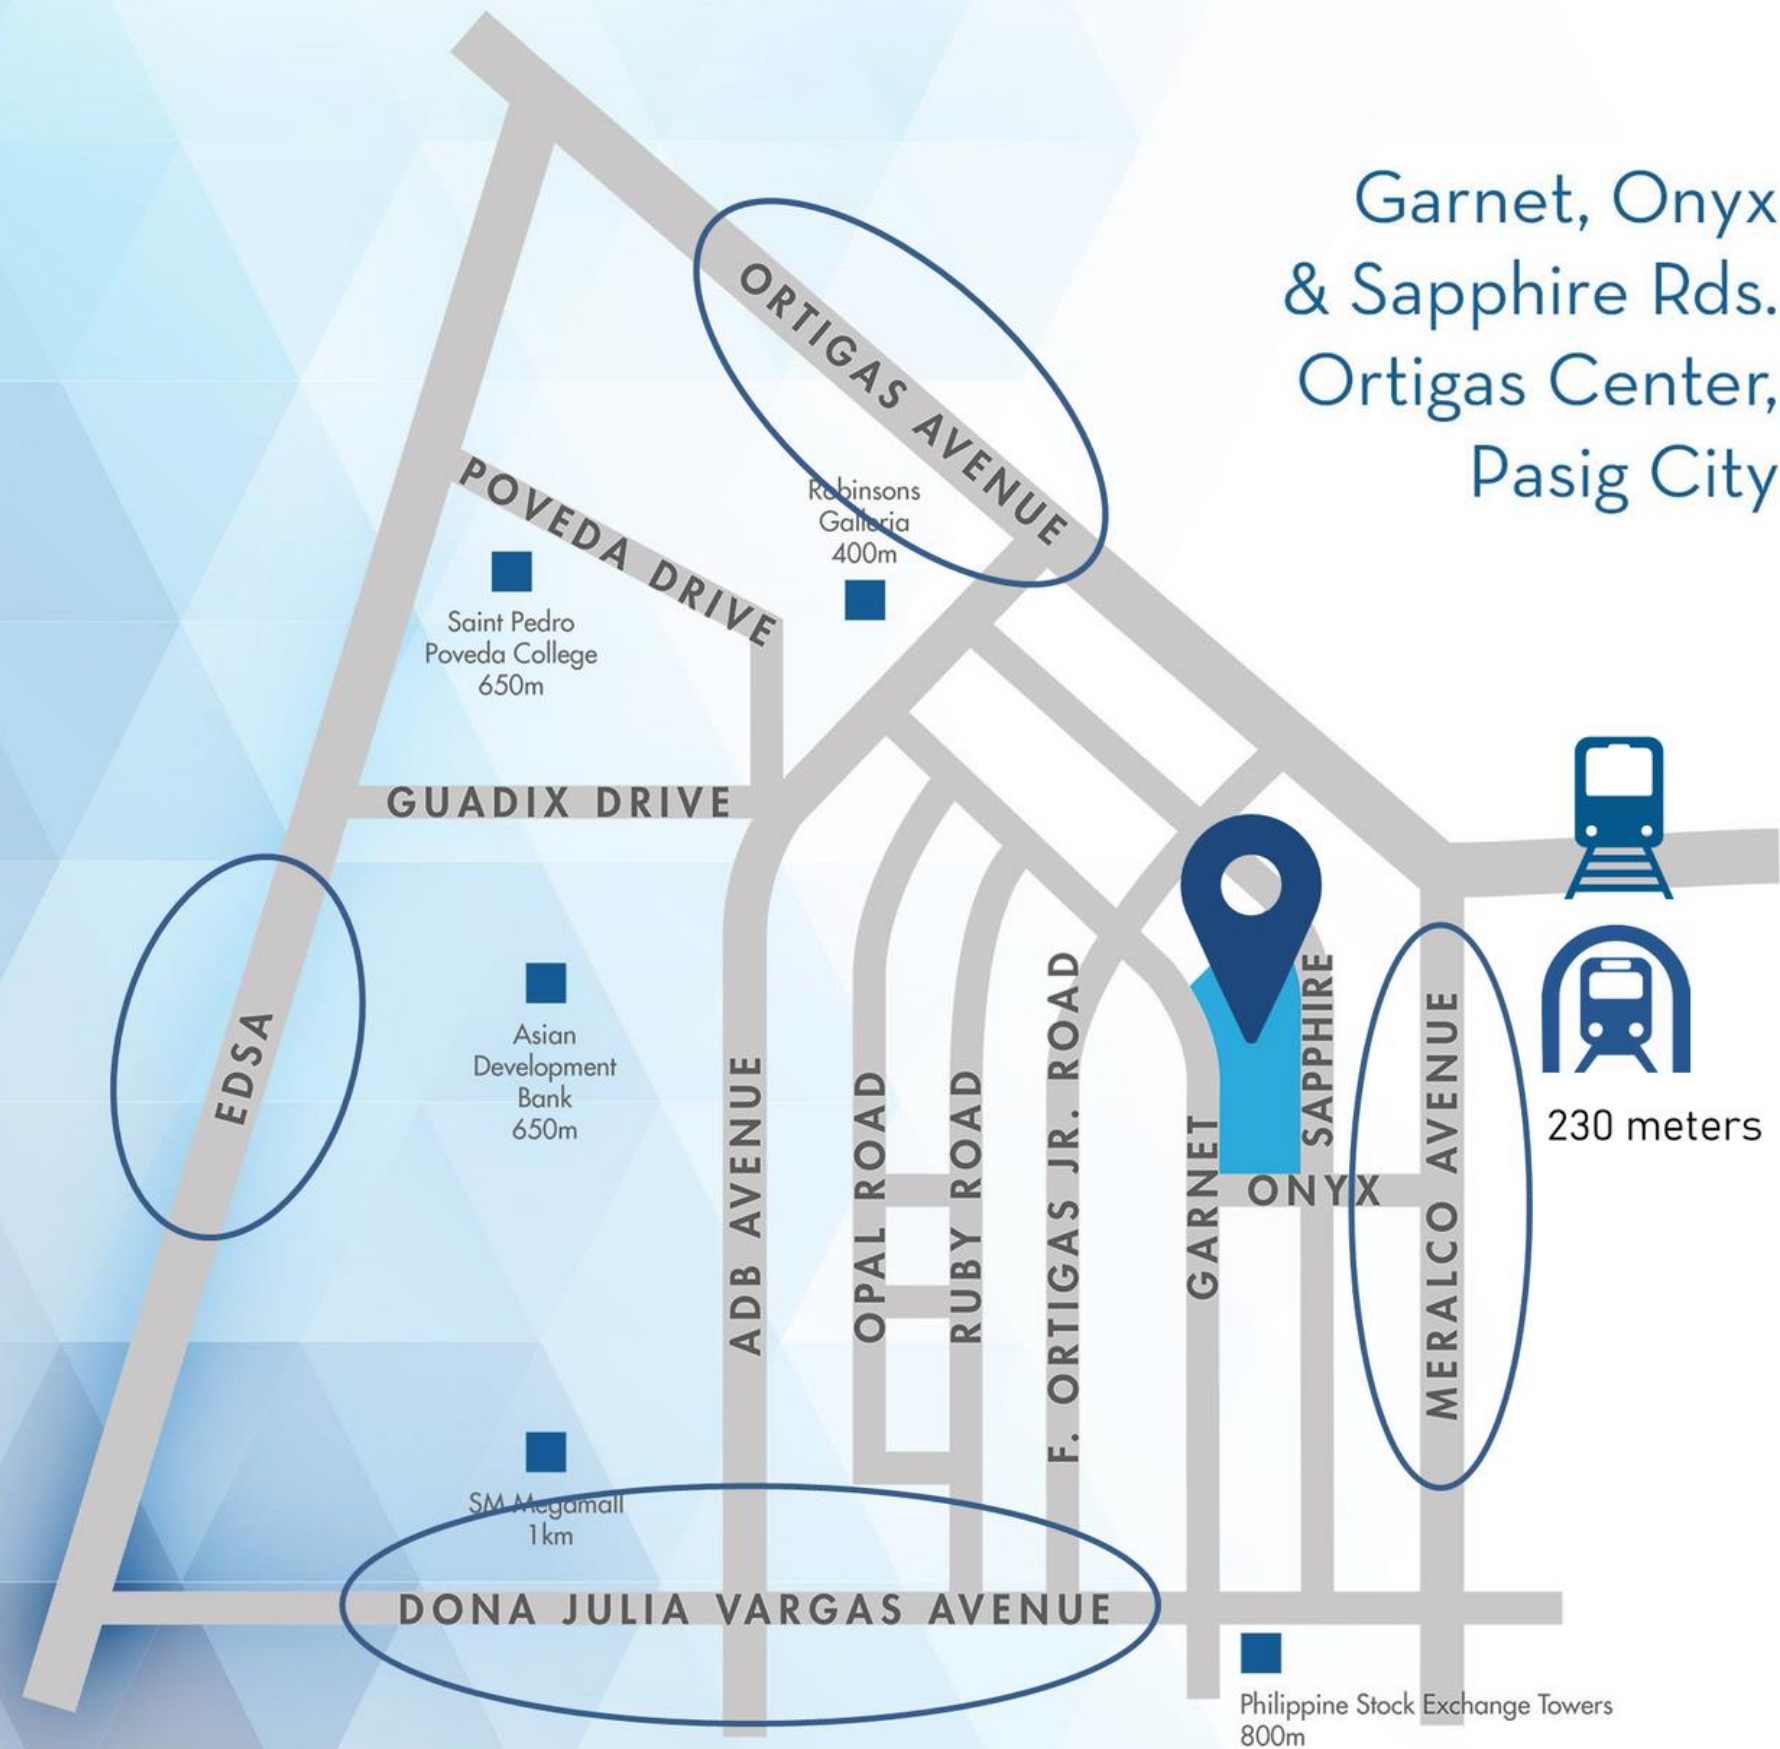 Garnet, Onyx
& Sapphire Rds.
Ortigas Center,
Pasig City
ORTIGAS AVENUE
POVEDA DRIVE
Robinsons
Galleria
400m
Saint Pedro
Poveda College
650m
GUADIX DRIVE
EDSA
Asian
Development
Bank
650m
ADB AVENUE
OPAL ROAD
RUBY ROAD
F. ORTIGAS JR. ROAD
GARNET
SAPPHIRE
ONYX
MERALCO AVENUE
230 meters
SM Megamall
1km
DONA JULIA VARGAS AVENUE
Philippine Stock Exchange Towers
800m